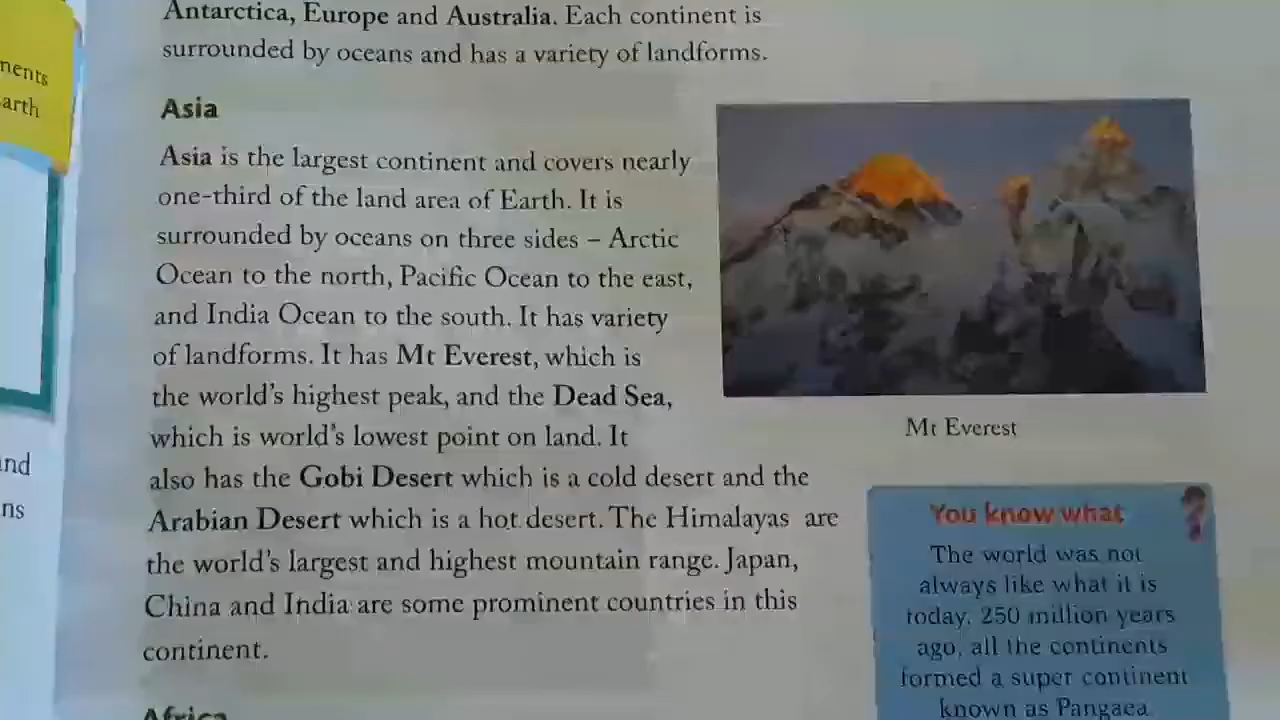 nents
arth
nd
ns
Antarctica, Europe and Australia. Each continent is
surrounded by oceans and has a variety of landforms.
Asia
Asia is the largest continent and covers nearly
one-third of the land area of Earth. It is
surrounded by oceans on three sides – Arctic
Ocean to the north, Pacific Ocean to the east,
and India Ocean to the south. It has variety
of landforms. It has Mt Everest, which is
the world's highest peak, and the Dead Sea,
which is world's lowest point on land. It
also has the Gobi Desert which is a cold desert and the
Arabian Desert which is a hot desert. The Himalayas are
the world's largest and highest mountain range. Japan,
China and India are some prominent countries in this
continent.
Africa
Mt Everest
You know what
The world was not
always like what it is
today. 250 million years
ago, all the continents
formed a super continent
known as Pangaea